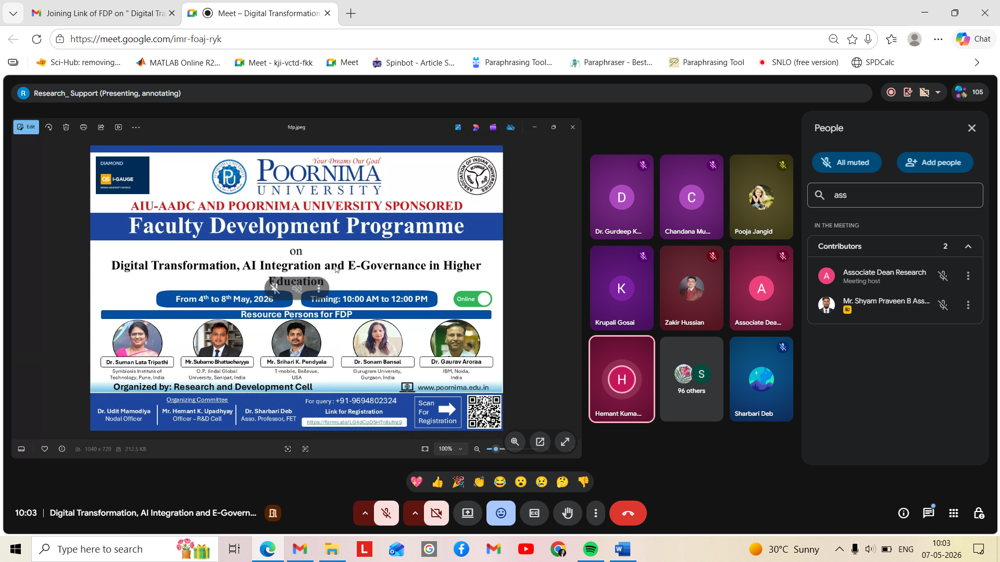 Joining Link of FDP on " Digital Tra
Meet – Digital Transformation,
https://meet.google.com/imr-foaj-ryk
Chat
Sci-Hub: removing...
MATLAB Online R2...
Meet - kji-vctd-fkk
Meet
Spinbot - Article S...
Paraphrasing Tool...
Paraphraser - Best...
Paraphrasing Tool
SNLO (free version)
SPDCalc
R
Research_ Support (Presenting, annotating)
105
Edit
fdp.jpeg
DIAMOND
QS I-GAUGE
INDIAN UNIVERSITY RATINGS
PU
Your Dreams Our Goal
POORNIMA
UNIVERSITY
ASSOCIATION OF INDIAN UNIVERSITIES
AIU-AADC AND POORNIMA UNIVERSITY SPONSORED
Faculty Development Programme
on
Digital Transformation, AI Integration and E-Governance in Higher
Education
From 4th to 8th May, 2026
Timing: 10:00 AM to 12:00 PM
Online
Resource Persons for FDP
Dr. Suman Lata Tripathi
Symbiosis Institute of
Technology, Pune, India
Mr.Subarno Bhattacharyya
O.P. Jindal Global
University, Sonipat, India
Mr. Srihari K. Pendyala
T-mobile, Bellevue,
USA
Dr. Sonam Bansal
Gurugram University,
Gurgaon, India
Dr. Gaurav Aroraa
IBM, Noida,
India
Organized by: Research and Development Cell
www.poornima.edu.in
Organizing Committee
Dr. Udit Mamodiya
Nodal Officer
Mr. Hemant K. Upadhyay
Officer – R&D Cell
Dr. Sharbari Deb
Asso. Professor, FET
For query : +91-9694802324
Link for Registration
https://forms.gle/LG4dCoD5HTn8ufnz9
Scan
For
Registration
1040 x 720
212.5 KB
100%
D
Dr. Gurdeep K...
C
Chandana Mu...
Pooja Jangid
K
Krupali Gosai
Zakir Hussian
A
Associate Dea...
H
Hemant Kuma...
S
96 others
Sharbari Deb
People
All muted
Add people
ass
IN THE MEETING
Contributors
2
A
Associate Dean Research
Meeting host
Mr. Shyam Praveen B Ass...
10:03
Digital Transformation, AI Integration and E-Govern...
CC
Type here to search
L
G
W
30°C Sunny
ENG
10:03
07-05-2026